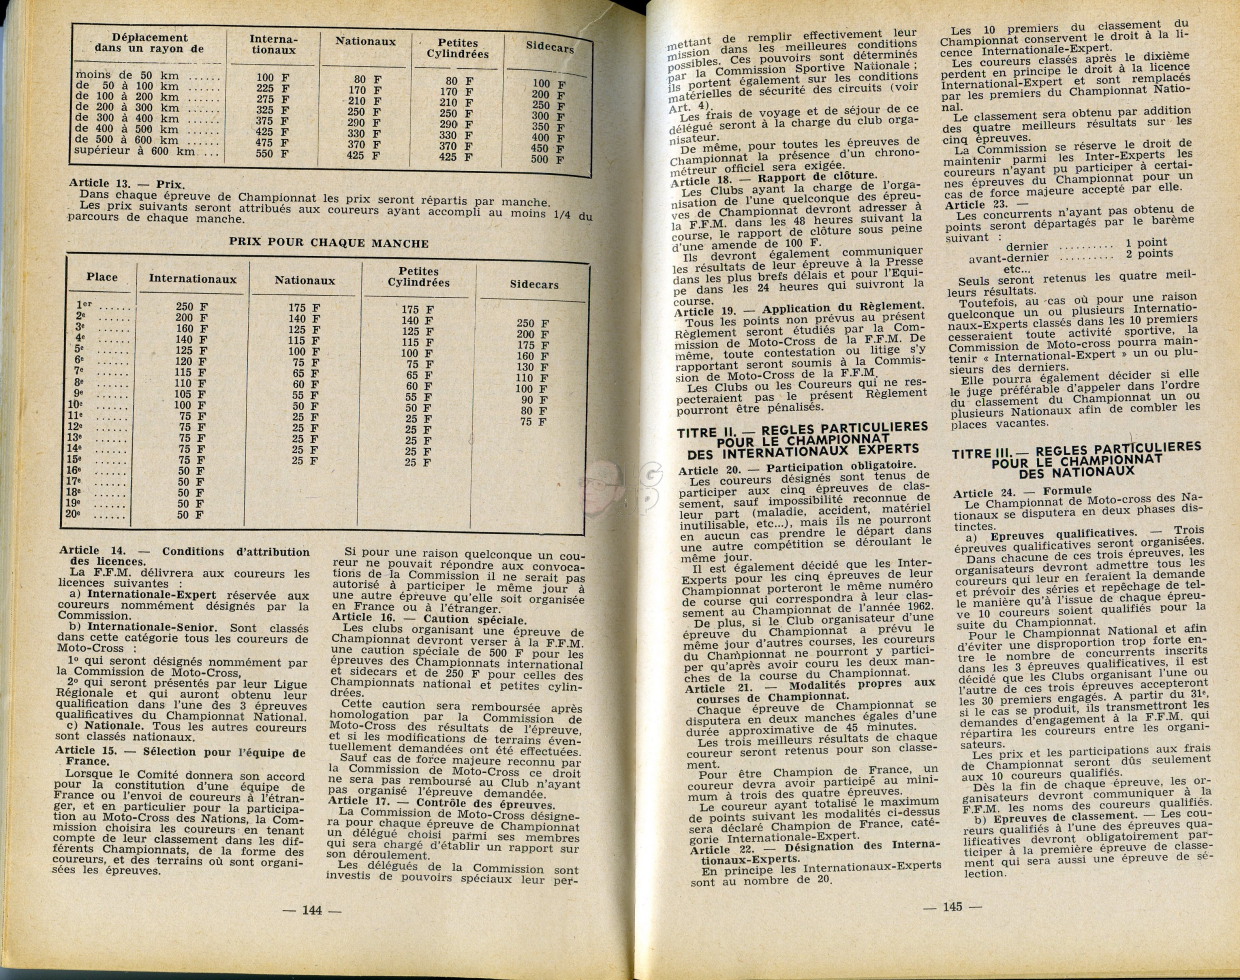 Déplacement dans un rayon de | Interna-tionaux | Nationaux | Petites Cylindrées | Sidecars
moins de 50 km ...... 100 F 80 F 80 F 100 F
de 50 à 100 km ...... 225 F 170 F 170 F 200 F
de 100 à 200 km ...... 275 F 210 F 210 F 250 F
de 200 à 300 km ...... 325 F 250 F 250 F 300 F
de 300 à 400 km ...... 375 F 290 F 290 F 350 F
de 400 à 500 km ...... 425 F 330 F 330 F 400 F
de 500 à 600 km ...... 475 F 370 F 370 F 450 F
supérieur à 600 km ... 550 F 425 F 425 F 500 F
Article 13. — Prix.
Dans chaque épreuve de Championnat les prix seront répartis par manche.
Les prix suivants seront attribués aux coureurs ayant accompli au moins 1/4 du
parcours de chaque manche.
PRIX POUR CHAQUE MANCHE
Place | Internationaux | Nationaux | Petites Cylindrées | Sidecars
1er ...... 250 F 175 F 175 F 250 F
2e ...... 200 F 140 F 140 F 200 F
3e ...... 160 F 125 F 125 F 175 F
4e ...... 140 F 115 F 115 F 160 F
5e ...... 125 F 100 F 100 F 130 F
6e ...... 120 F 75 F 75 F 110 F
7e ...... 115 F 65 F 65 F 100 F
8e ...... 110 F 60 F 60 F 90 F
9e ...... 105 F 55 F 55 F 80 F
10e ...... 100 F 50 F 50 F 75 F
11e ...... 75 F 25 F 25 F
12e ...... 75 F 25 F 25 F
13e ...... 75 F 25 F 25 F
14e ...... 75 F 25 F 25 F
15e ...... 75 F 25 F 25 F
16e ...... 50 F
17e ...... 50 F
18e ...... 50 F
19e ...... 50 F
20e ...... 50 F
Article 14. — Conditions d'attribution
des licences.
La F.F.M. délivrera aux coureurs les
licences suivantes :
a) Internationale-Expert réservée aux
coureurs nommément désignés par la
Commission.
b) Internationale-Senior. Sont classés
dans cette catégorie tous les coureurs de
Moto-Cross :
1° qui seront désignés nommément par
la Commission de Moto-Cross,
2° qui seront présentés par leur Ligue
Régionale et qui auront obtenu leur
qualification dans l'une des 3 épreuves
qualificatives du Championnat National.
c) Nationale. Tous les autres coureurs
sont classés nationaux.
Article 15. — Sélection pour l'équipe de
France.
Lorsque le Comité donnera son accord
pour la constitution d'une équipe de
France ou l'envoi de coureurs à l'étran-
ger, et en particulier pour la participa-
tion au Moto-Cross des Nations, la Com-
mission choisira les coureurs en tenant
compte de leur classement dans les dif-
férents Championnats, de la forme des
coureurs, et des terrains où sont organi-
sées les épreuves.
Si pour une raison quelconque un cou-
reur ne pouvait répondre aux convoca-
tions de la Commission il ne serait pas
autorisé à participer le même jour à
une autre épreuve qu'elle soit organisée
en France ou à l'étranger.
Article 16. — Caution spéciale.
Les clubs organisant une épreuve de
Championnat devront verser à la F.F.M.
une caution spéciale de 500 F pour les
épreuves des Championnats international
et sidecars et de 250 F pour celles des
Championnats national et petites cylin-
drées.
Cette caution sera remboursée après
homologation par la Commission de
Moto-Cross des résultats de l'épreuve,
et si les modifications de terrains éven-
tuellement demandées ont été effectuées.
Sauf cas de force majeure reconnu par
la Commission de Moto-Cross ce droit
ne sera pas remboursé au Club n'ayant
pas organisé l'épreuve demandée.
Article 17. — Contrôle des épreuves.
La Commission de Moto-Cross désigne-
ra pour chaque épreuve de Championnat
un délégué choisi parmi ses membres
qui sera chargé d'établir un rapport sur
son déroulement.
Les délégués de la Commission sont
investis de pouvoirs spéciaux leur per-
— 144 —
mettant de remplir effectivement leur
mission dans les meilleures conditions
possibles. Ces pouvoirs sont déterminés
par la Commission Sportive Nationale ;
ils portent également sur les conditions
matérielles de sécurité des circuits (voir
Art. 4).
Les frais de voyage et de séjour de ce
délégué seront à la charge du club orga-
nisateur.
De même, pour toutes les épreuves de
Championnat la présence d'un chrono-
métreur officiel sera exigée.
Article 18. — Rapport de clôture.
Les Clubs ayant la charge de l'orga-
nisation de l'une quelconque des épreu-
ves de Championnat devront adresser à
la F.F.M. dans les 48 heures suivant la
course, le rapport de clôture sous peine
d'une amende de 100 F.
Ils devront également communiquer
les résultats de leur épreuve à la Presse
dans les plus brefs délais et pour l'Equi-
pe dans les 24 heures qui suivront la
course.
Article 19. — Application du Règlement.
Tous les points non prévus au présent
Règlement seront étudiés par la Com-
mission de Moto-Cross de la F.F.M. De
même, toute contestation ou litige s'y
rapportant seront soumis à la Commis-
sion de Moto-Cross de la F.F.M.
Les Clubs ou les Coureurs qui ne res-
pecteraient pas le présent Règlement
pourront être pénalisés.
TITRE II. — REGLES PARTICULIERES
POUR LE CHAMPIONNAT
DES INTERNATIONAUX EXPERTS
Article 20. — Participation obligatoire.
Les coureurs désignés sont tenus de
participer aux cinq épreuves de clas-
sement, sauf impossibilité reconnue de
leur part (maladie, accident, matériel
inutilisable, etc...), mais ils ne pourront
en aucun cas prendre le départ dans
une autre compétition se déroulant le
même jour.
Il est également décidé que les Inter-
Experts pour les cinq épreuves de leur
Championnat porteront le même numéro
de course qui correspondra à leur clas-
sement au Championnat de l'année 1962.
De plus, si le Club organisateur d'une
épreuve du Championnat a prévu le
même jour d'autres courses, les coureurs
du Championnat ne pourront y partici-
per qu'après avoir couru les deux man-
ches de la course du Championnat.
Article 21. — Modalités propres aux
courses de Championnat.
Chaque épreuve de Championnat se
disputera en deux manches égales d'une
durée approximative de 45 minutes.
Les trois meilleurs résultats de chaque
coureur seront retenus pour son classe-
ment.
Pour être Champion de France, un
coureur devra avoir participé au mini-
mum à trois des quatre épreuves.
Le coureur ayant totalisé le maximum
de points suivant les modalités ci-dessus
sera déclaré Champion de France, caté-
gorie Internationale-Expert.
Article 22. — Désignation des Interna-
tionaux-Experts.
En principe les Internationaux-Experts
sont au nombre de 20.
Les 10 premiers du classement du
Championnat conservent le droit à la li-
cence Internationale-Expert.
Les coureurs classés après le dixième
perdent en principe le droit à la licence
International-Expert et sont remplacés
par les premiers du Championnat Natio-
nal.
Le classement sera obtenu par addition
des quatre meilleurs résultats sur les
cinq épreuves.
La Commission se réserve le droit de
maintenir parmi les Inter-Experts les
coureurs n'ayant pu participer à certai-
nes épreuves du Championnat pour un
cas de force majeure accepté par elle.
Article 23. —
Les concurrents n'ayant pas obtenu de
points seront départagés par le barème
suivant :
dernier .......... 1 point
avant-dernier .......... 2 points
etc...
Seuls seront retenus les quatre meil-
leurs résultats.
Toutefois, au cas où pour une raison
quelconque un ou plusieurs Internatio-
naux-Experts classés dans les 10 premiers
cesseraient toute activité sportive, la
Commission de Moto-cross pourra main-
tenir « International-Expert » un ou plu-
sieurs des derniers.
Elle pourra également décider si elle
le juge préférable d'appeler dans l'ordre
du classement du Championnat un ou
plusieurs Nationaux afin de combler les
places vacantes.
TITRE III. — REGLES PARTICULIERES
POUR LE CHAMPIONNAT
DES NATIONAUX
Article 24. — Formule
Le Championnat de Moto-cross des Na-
tionaux se disputera en deux phases dis-
tinctes.
a) Epreuves qualificatives. — Trois
épreuves qualificatives seront organisées.
Dans chacune de ces trois épreuves, les
organisateurs devront admettre tous les
coureurs qui leur en feraient la demande
et prévoir des séries et repêchage de tel-
le manière qu'à l'issue de chaque épreu-
ve 10 coureurs soient qualifiés pour la
suite du Championnat.
Pour le Championnat National et afin
d'éviter une disproportion trop forte en-
tre le nombre de concurrents inscrits
dans les 3 épreuves qualificatives, il est
décidé que les Clubs organisant l'une ou
l'autre de ces trois épreuves accepteront
les 30 premiers engagés. A partir du 31e,
si le cas se produit, ils transmettront les
demandes d'engagement à la F.F.M. qui
répartira les coureurs entre les organi-
sateurs.
Les prix et les participations aux frais
de Championnat seront dûs seulement
aux 10 coureurs qualifiés.
Dès la fin de chaque épreuve, les or-
ganisateurs devront communiquer à la
F.F.M. les noms des coureurs qualifiés.
b) Epreuves de classement. — Les cou-
reurs qualifiés à l'une des épreuves qua-
lificatives devront obligatoirement par-
ticiper à la première épreuve de classe-
ment qui sera aussi une épreuve de sé-
lection.
— 145 —
G
P